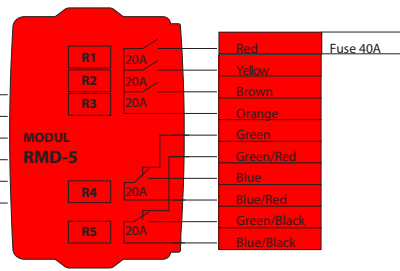 R1
20A
R2
20A
R3
20A
MODUL
RMD-5
R4
20A
R5
20A
Red
Fuse 40A
Yellow
Brown
Orange
Green
Green/Red
Blue
Blue/Red
Green/Black
Blue/Black